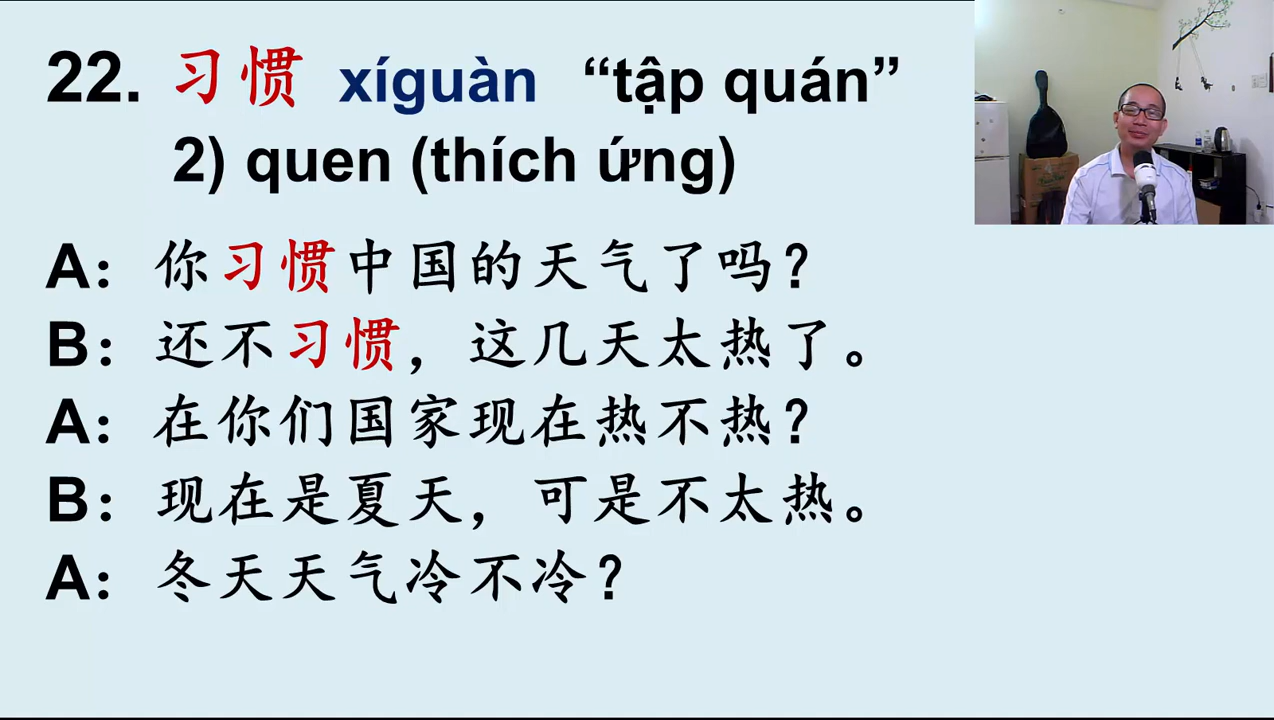 22. 习惯 xíguàn “tập quán”
2) quen (thích ứng)
A：你习惯中国的天气了吗？
B：还不习惯，这几天太热了。
A：在你们国家现在热不热？
B：现在是夏天，可是不太热。
A：冬天天气冷不冷？